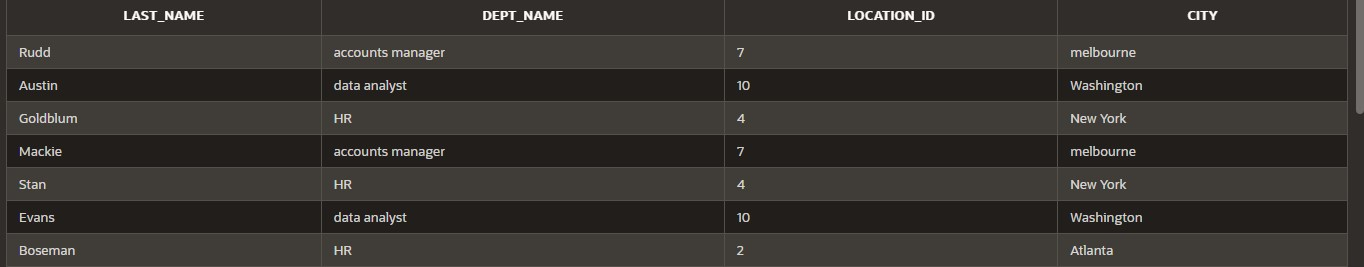 LAST_NAME DEPT_NAME LOCATION_ID CITY
Rudd accounts manager 7 melbourne
Austin data analyst 10 Washington
Goldblum HR 4 New York
Mackie accounts manager 7 melbourne
Stan HR 4 New York
Evans data analyst 10 Washington
Boseman HR 2 Atlanta